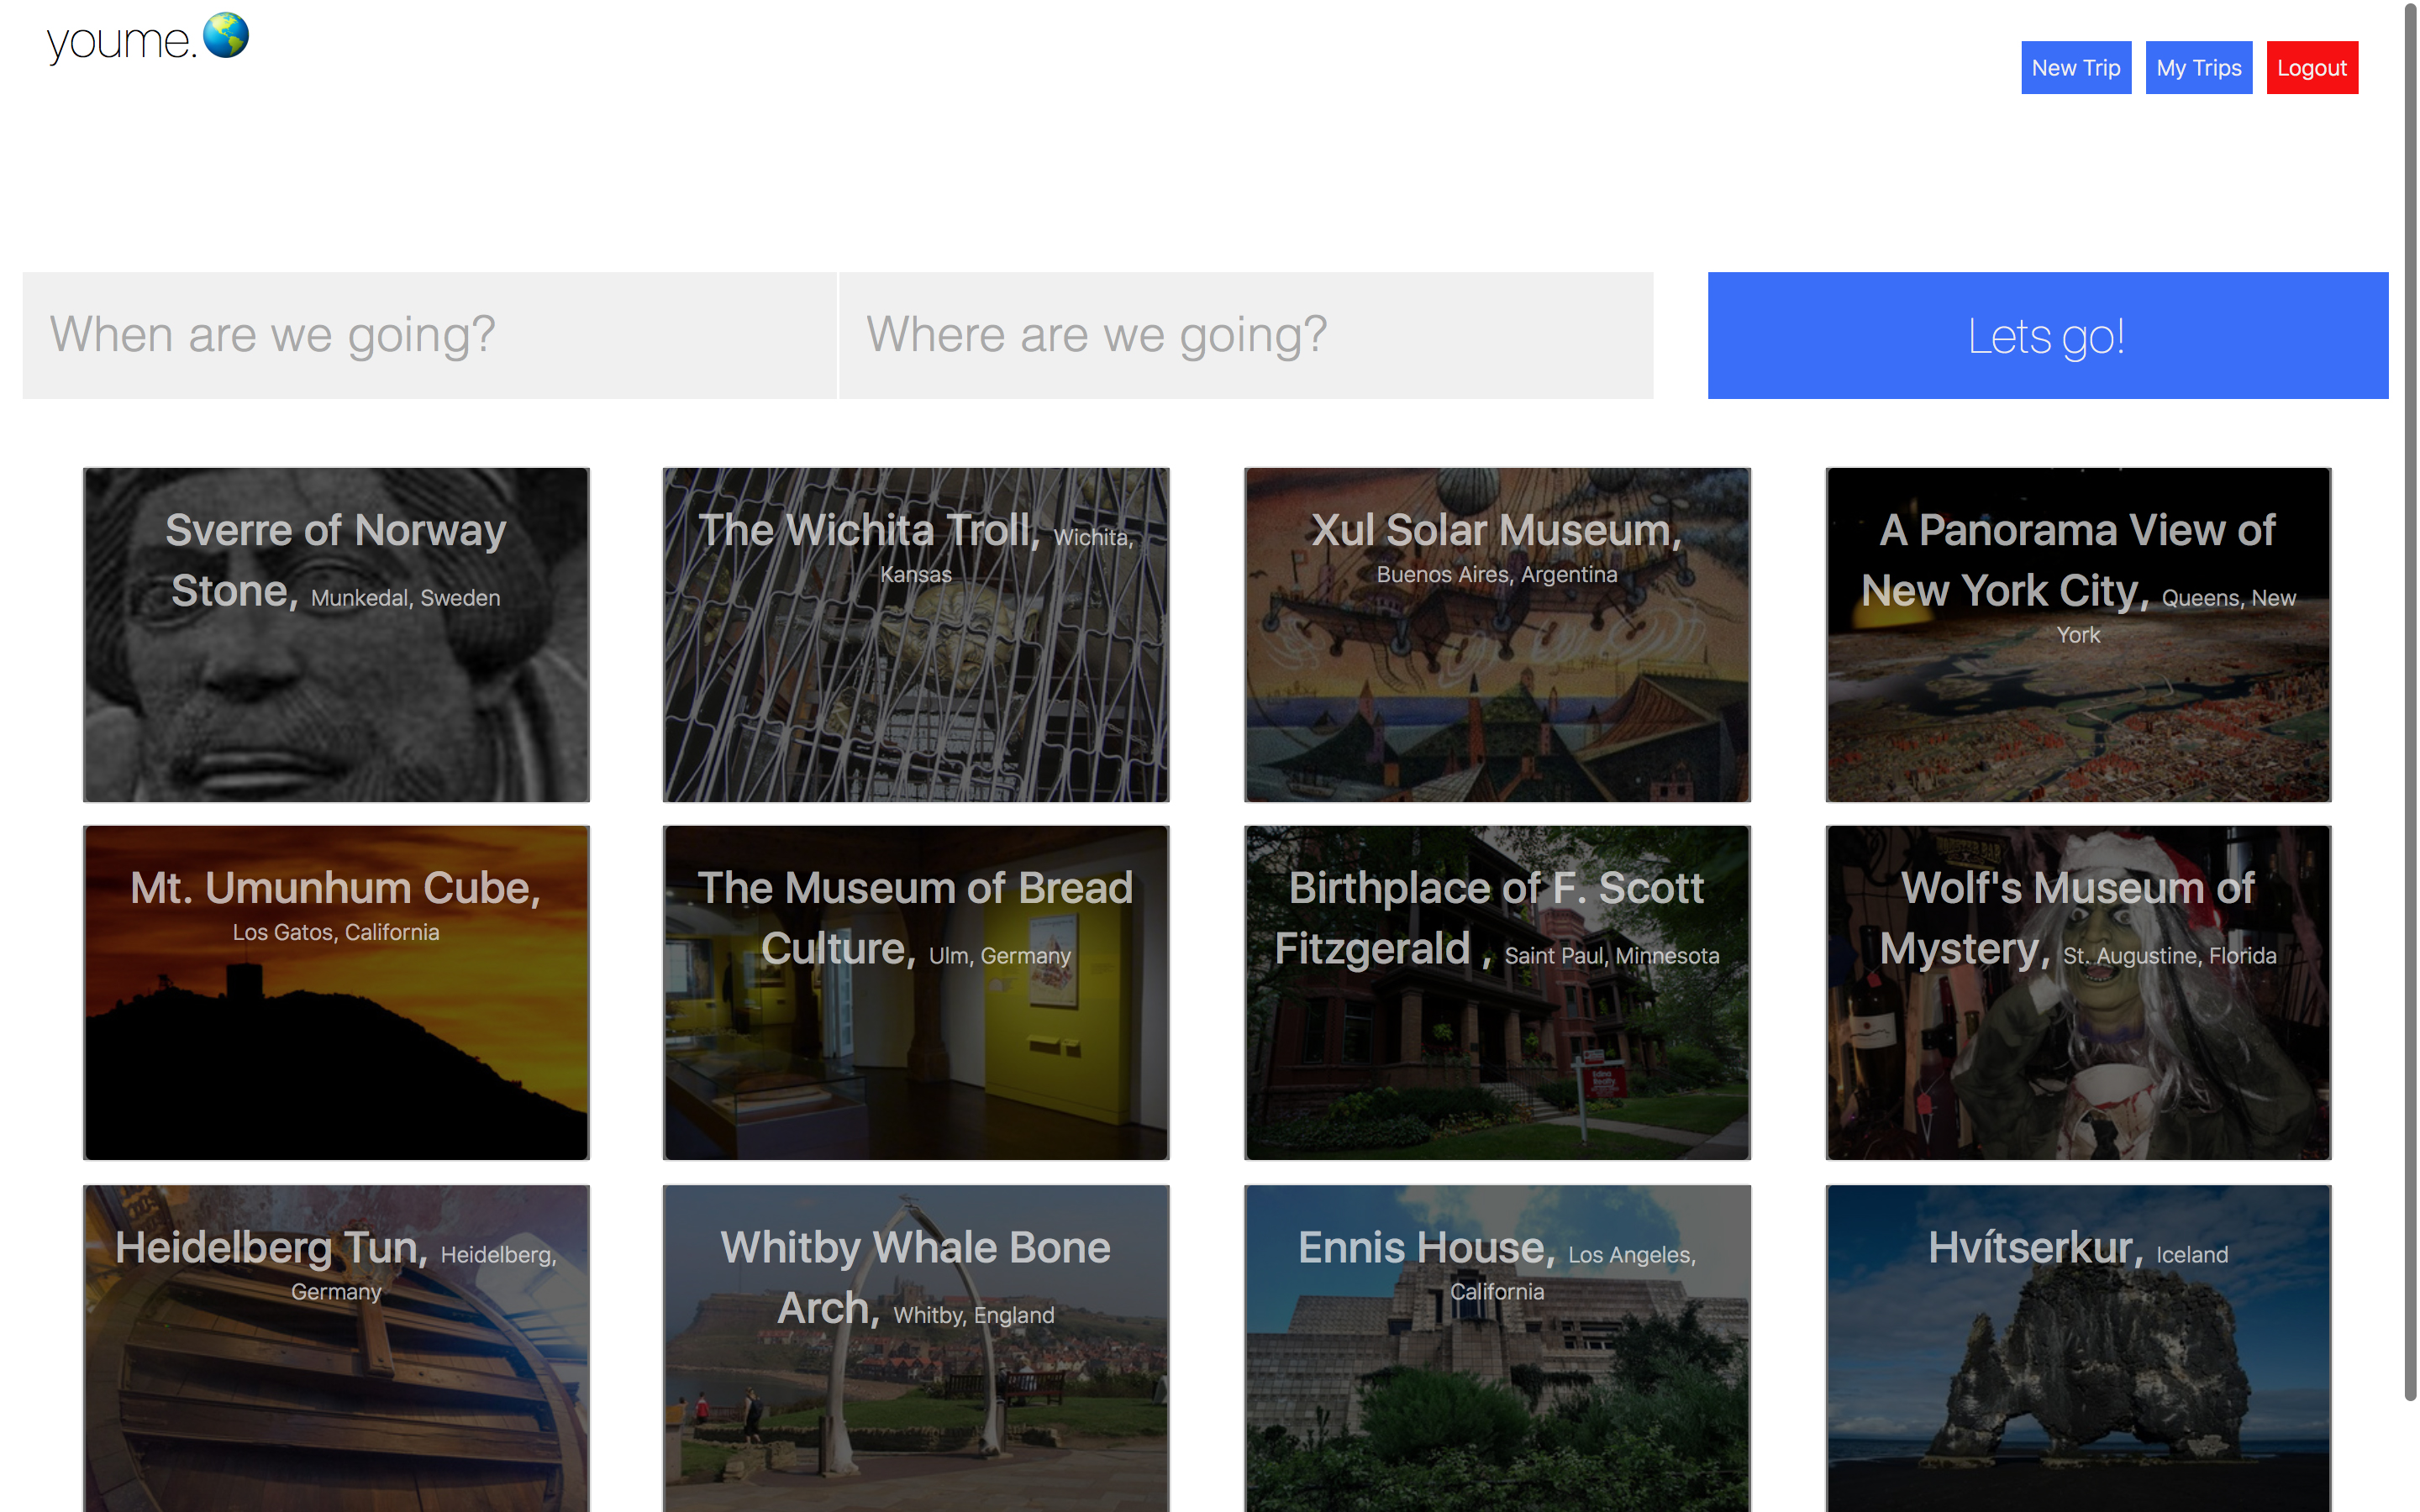 youme.
New Trip
My Trips
Logout
When are we going?
Where are we going?
Lets go!
Sverre of Norway
Stone, Munkedal, Sweden
The Wichita Troll, Wichita,
Kansas
Xul Solar Museum,
Buenos Aires, Argentina
A Panorama View of
New York City, Queens, New
York
Mt. Umunhum Cube,
Los Gatos, California
The Museum of Bread
Culture, Ulm, Germany
Birthplace of F. Scott
Fitzgerald , Saint Paul, Minnesota
Edina
Realty
Wolf's Museum of
Mystery, St. Augustine, Florida
Heidelberg Tun, Heidelberg,
Germany
Whitby Whale Bone
Arch, Whitby, England
Ennis House, Los Angeles,
California
Hvítserkur, Iceland